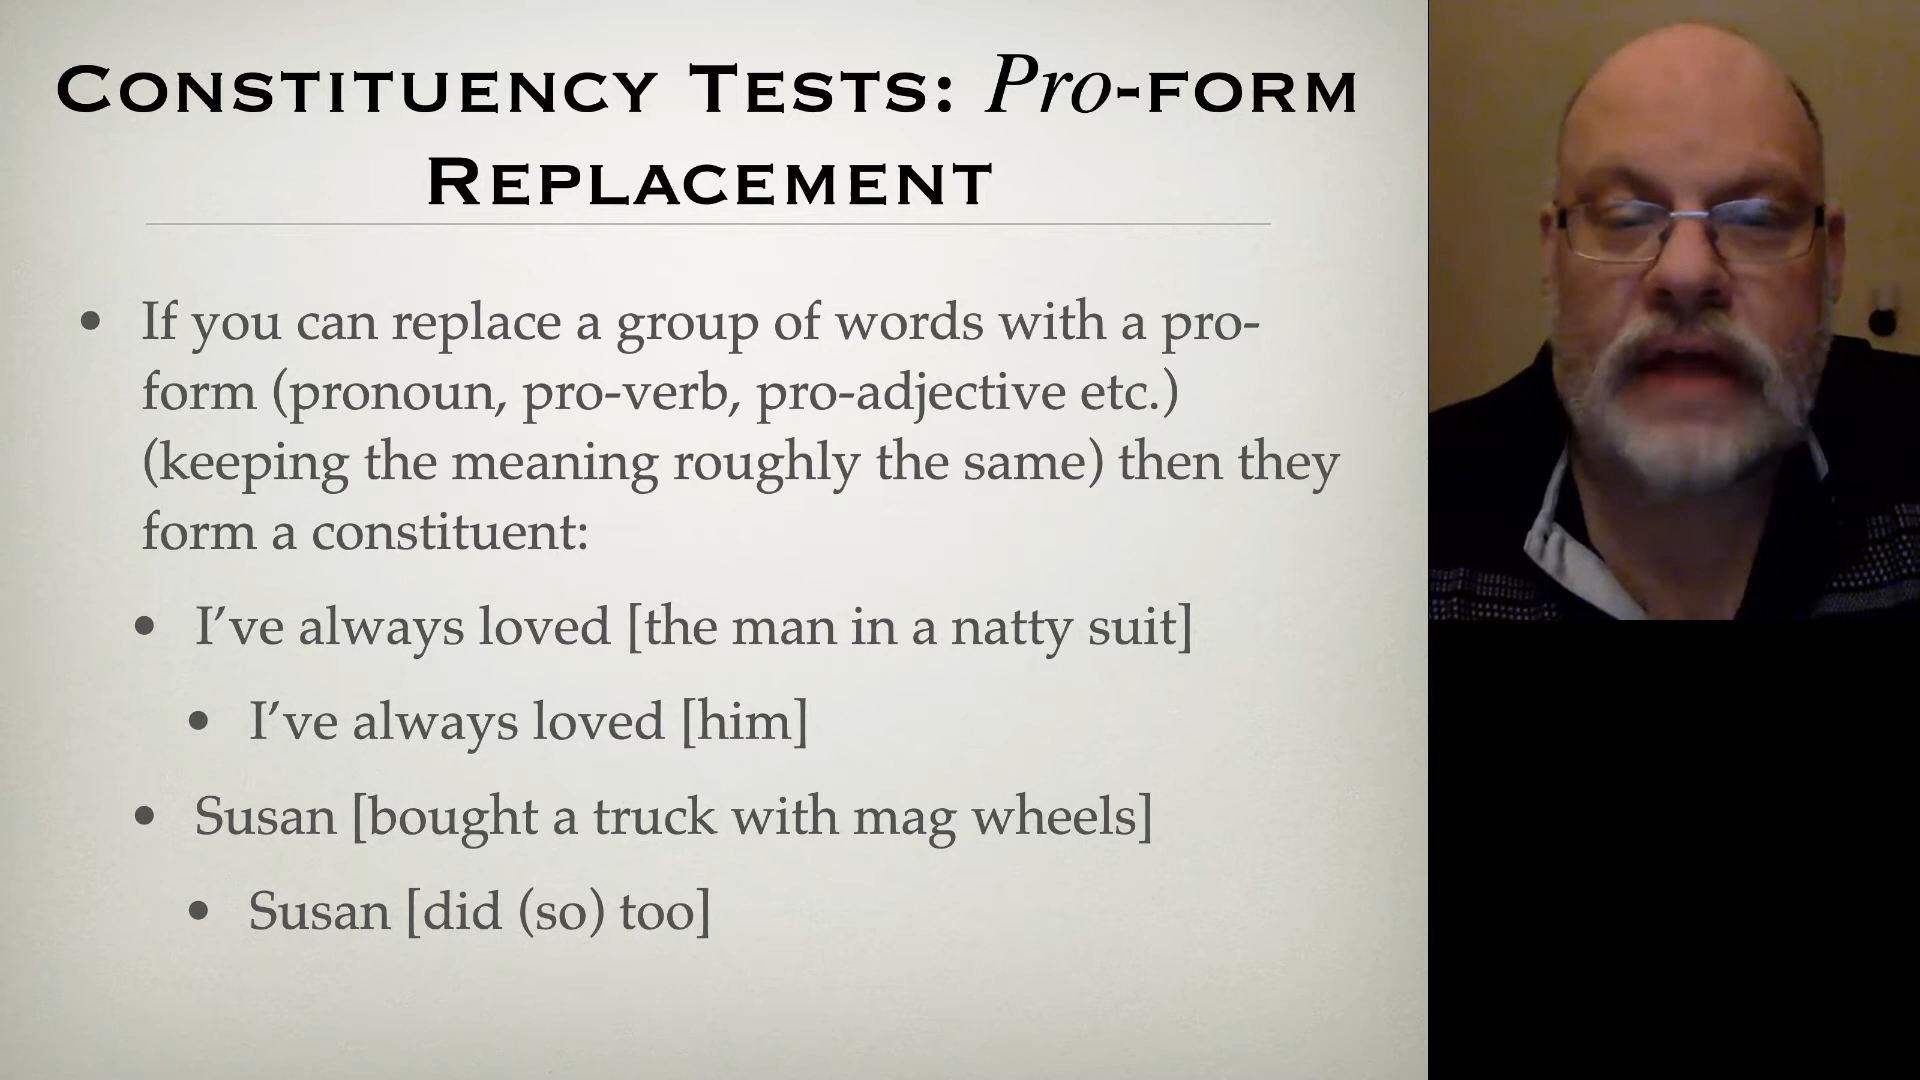 Constituency Tests: Pro-form
Replacement
• If you can replace a group of words with a pro-
form (pronoun, pro-verb, pro-adjective etc.)
(keeping the meaning roughly the same) then they
form a constituent:
• I’ve always loved [the man in a natty suit]
• I’ve always loved [him]
• Susan [bought a truck with mag wheels]
• Susan [did (so) too]